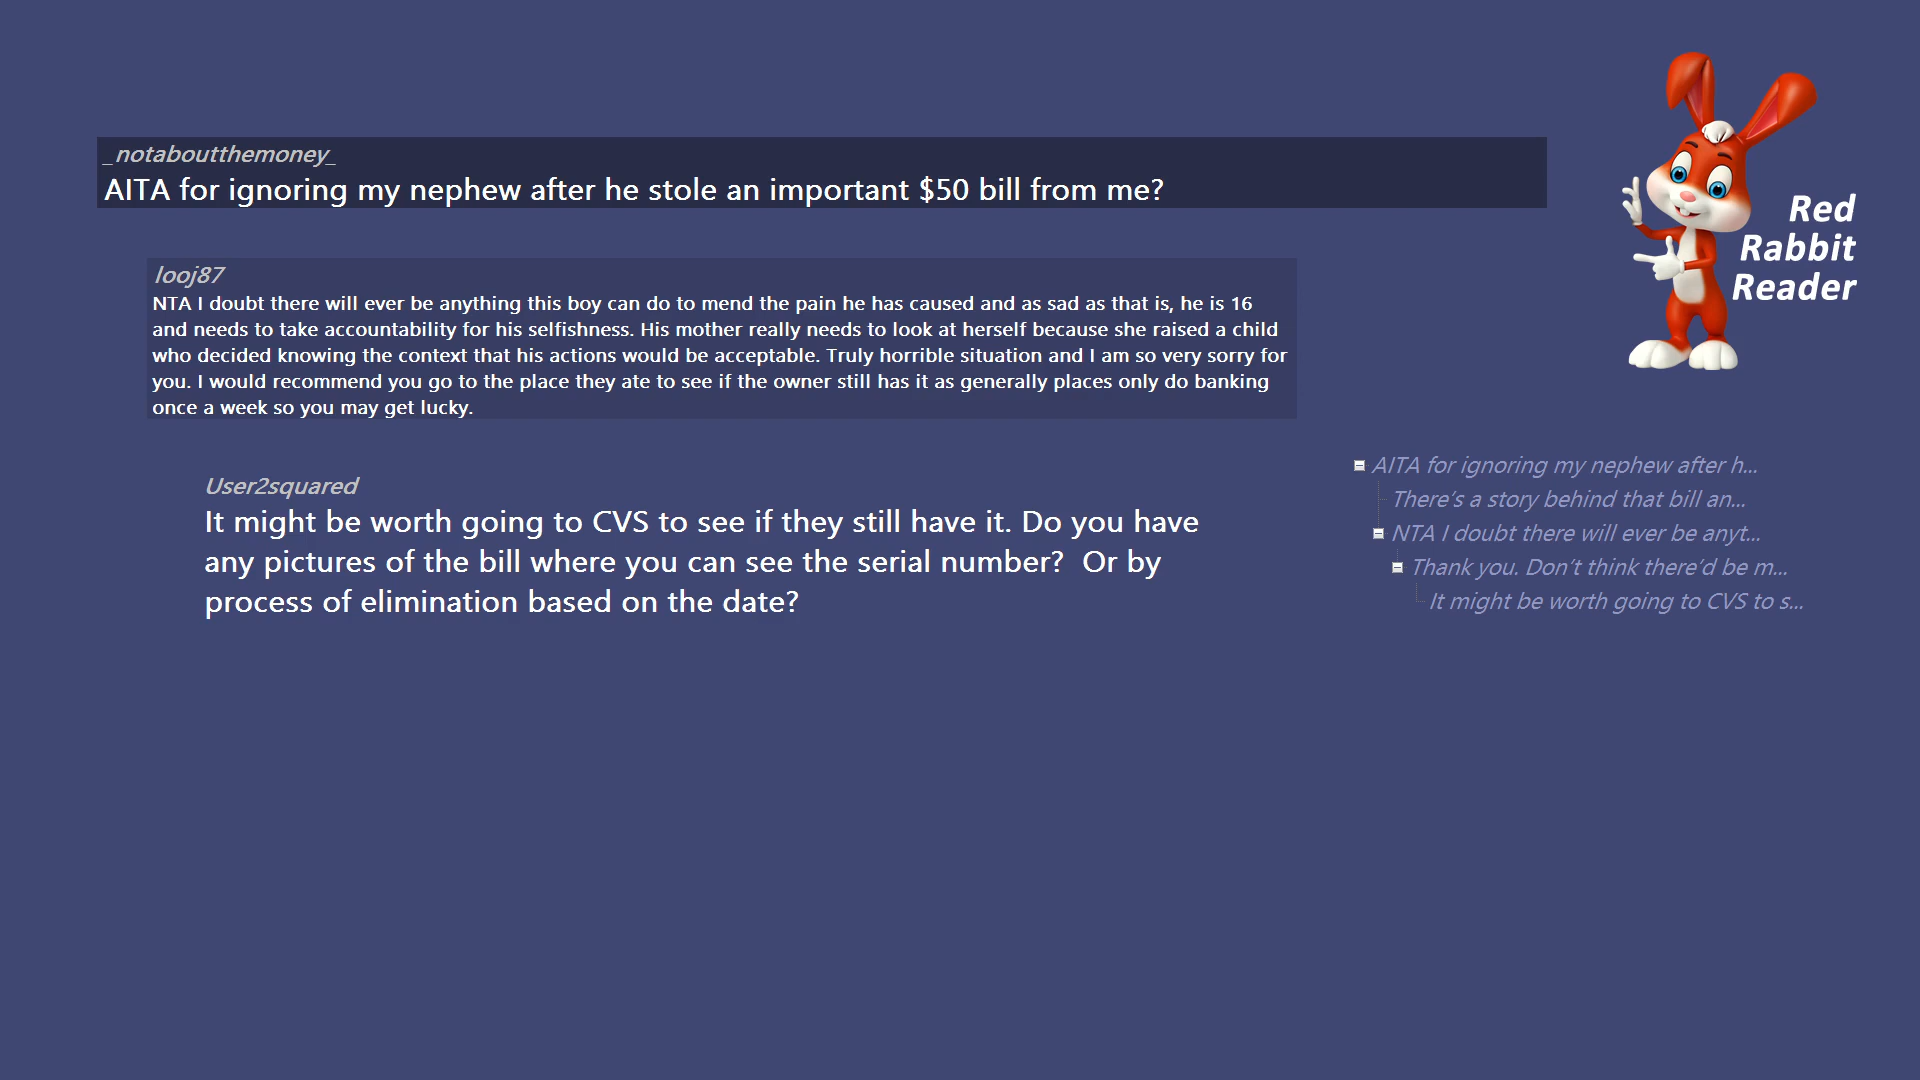 _notaboutthemoney_
AITA for ignoring my nephew after he stole an important $50 bill from me?
looj87
NTA I doubt there will ever be anything this boy can do to mend the pain he has caused and as sad as that is, he is 16
and needs to take accountability for his selfishness. His mother really needs to look at herself because she raised a child
who decided knowing the context that his actions would be acceptable. Truly horrible situation and I am so very sorry for
you. I would recommend you go to the place they ate to see if the owner still has it as generally places only do banking
once a week so you may get lucky.
User2squared
It might be worth going to CVS to see if they still have it. Do you have
any pictures of the bill where you can see the serial number?  Or by
process of elimination based on the date?
Red
Rabbit
Reader
AITA for ignoring my nephew after h...
There's a story behind that bill an...
NTA I doubt there will ever be anyt...
Thank you. Don't think there'd be m...
It might be worth going to CVS to s...